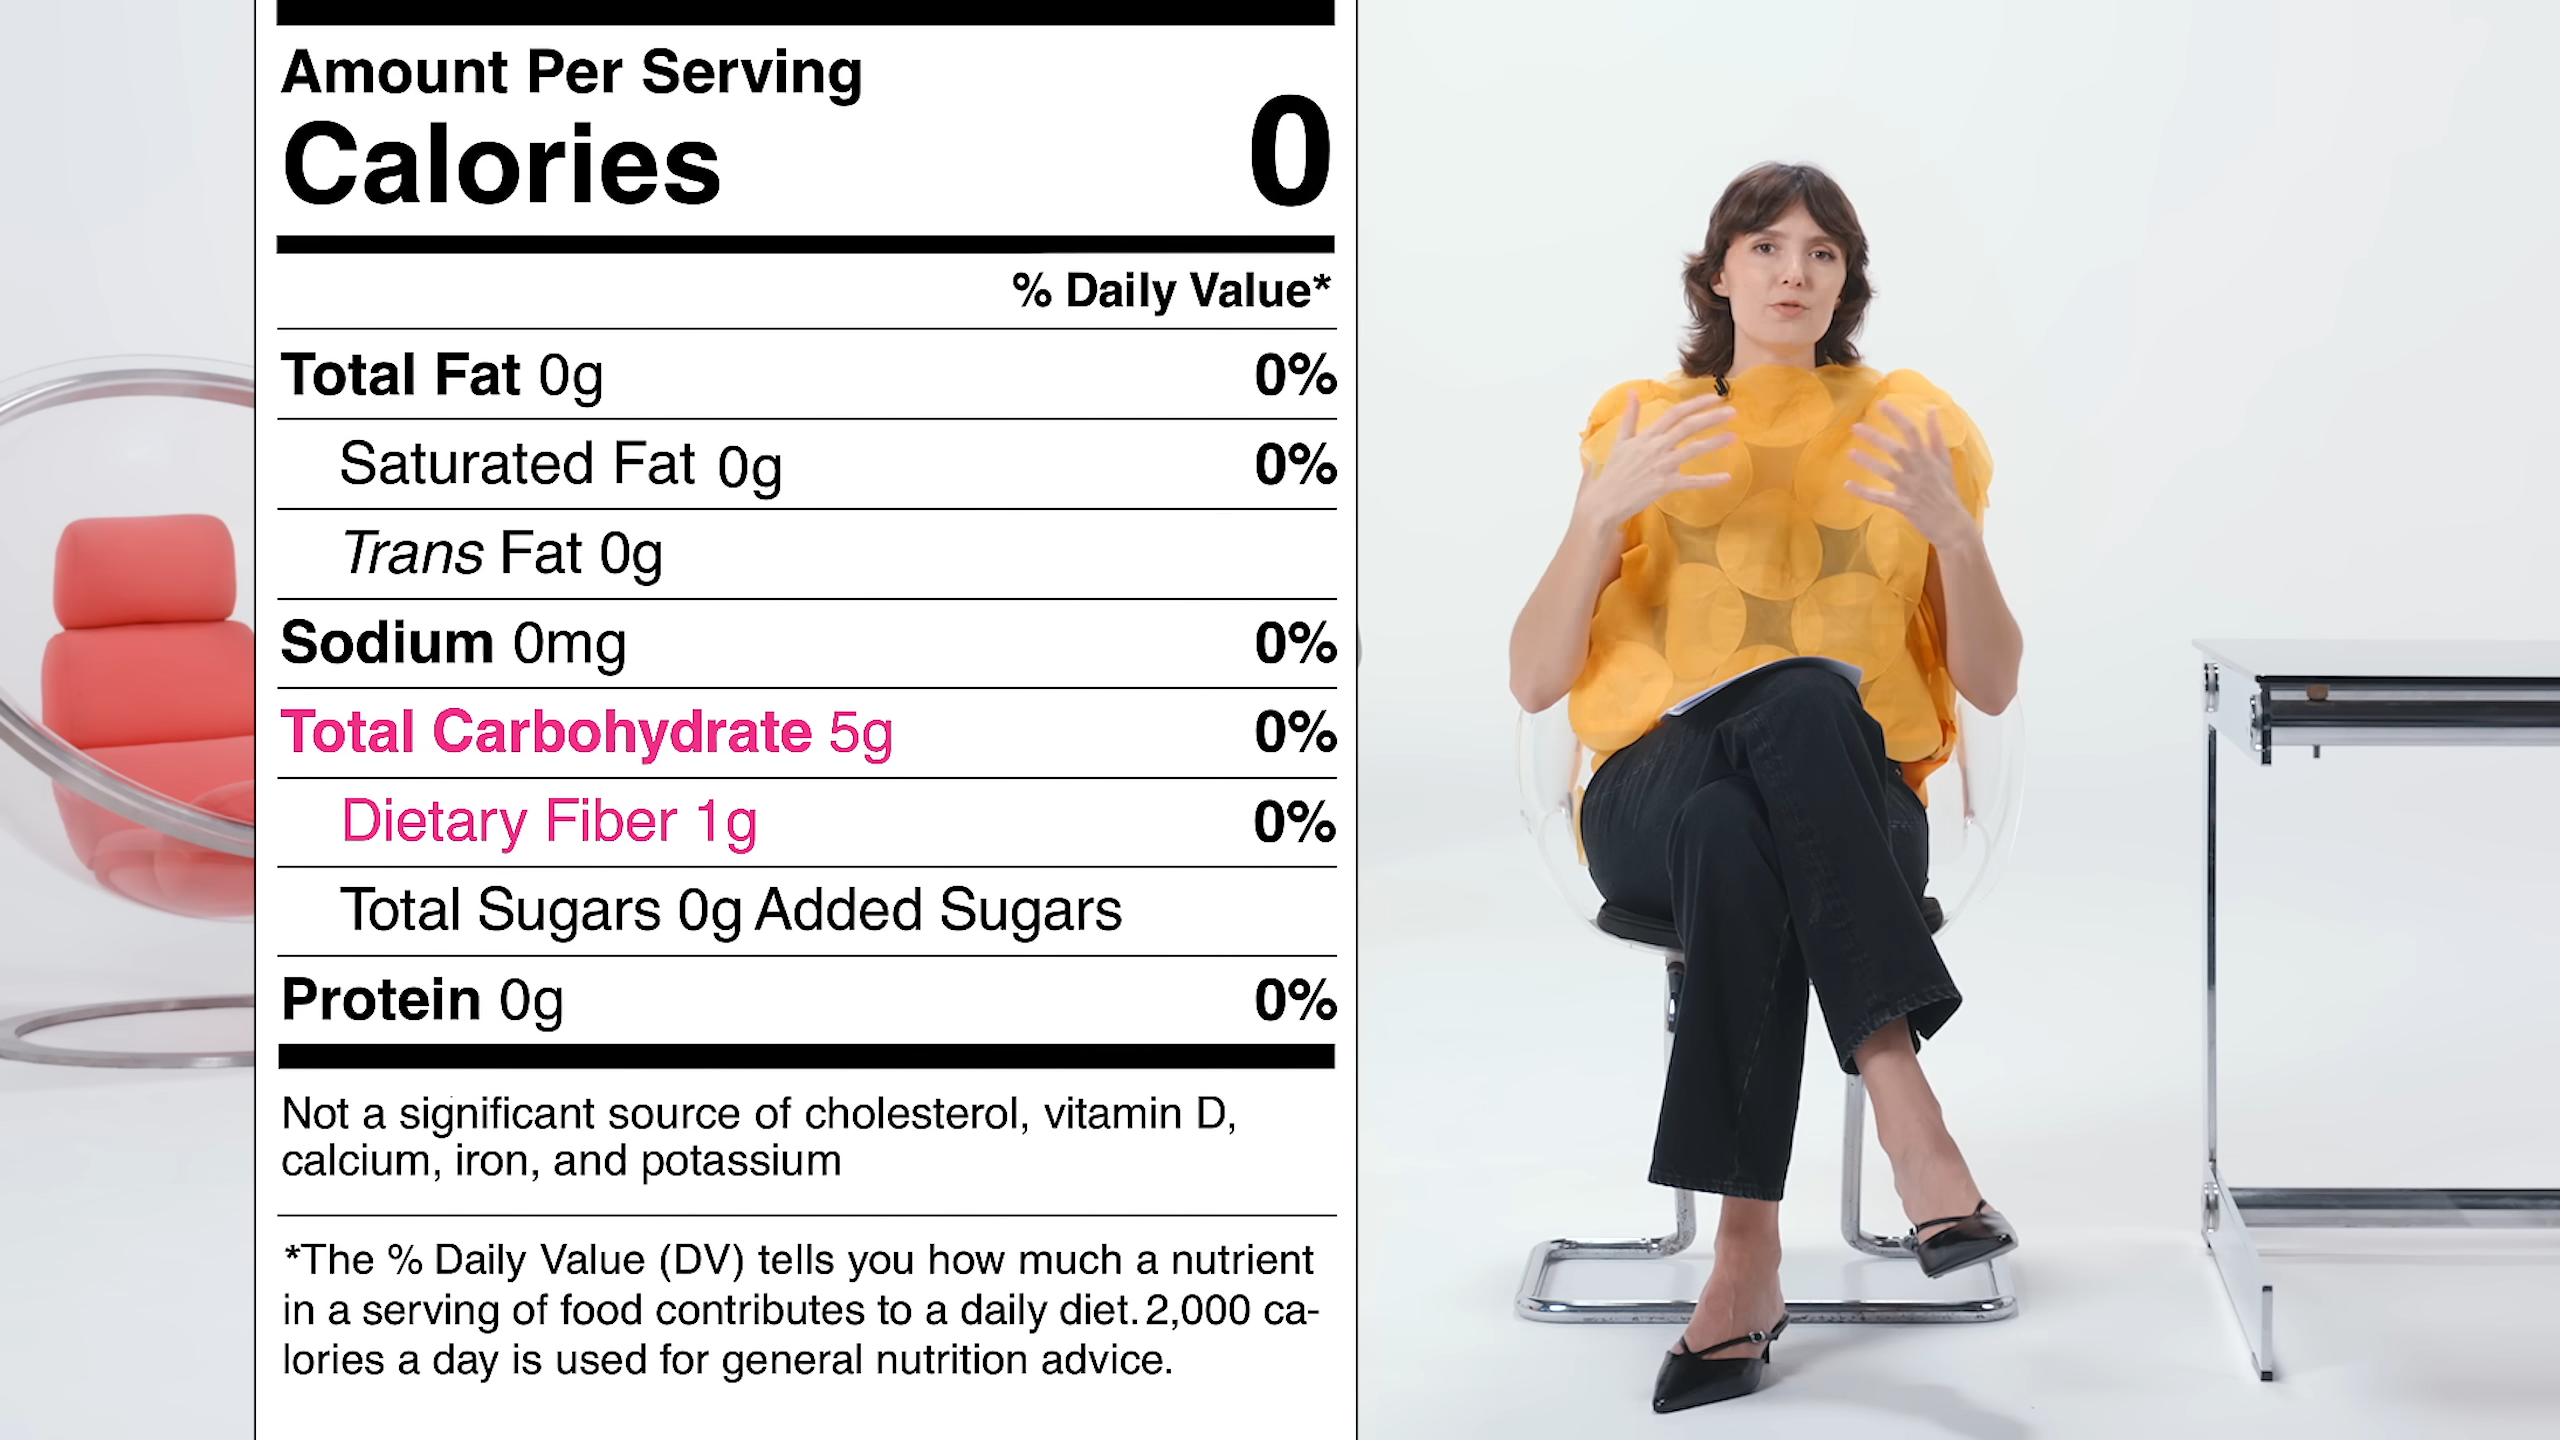 Amount Per Serving
Calories 0
% Daily Value*
Total Fat 0g 0%
Saturated Fat 0g 0%
Trans Fat 0g
Sodium 0mg 0%
Total Carbohydrate 5g 0%
Dietary Fiber 1g 0%
Total Sugars 0g Added Sugars
Protein 0g 0%
Not a significant source of cholesterol, vitamin D,
calcium, iron, and potassium
*The % Daily Value (DV) tells you how much a nutrient
in a serving of food contributes to a daily diet. 2,000 ca-
lories a day is used for general nutrition advice.